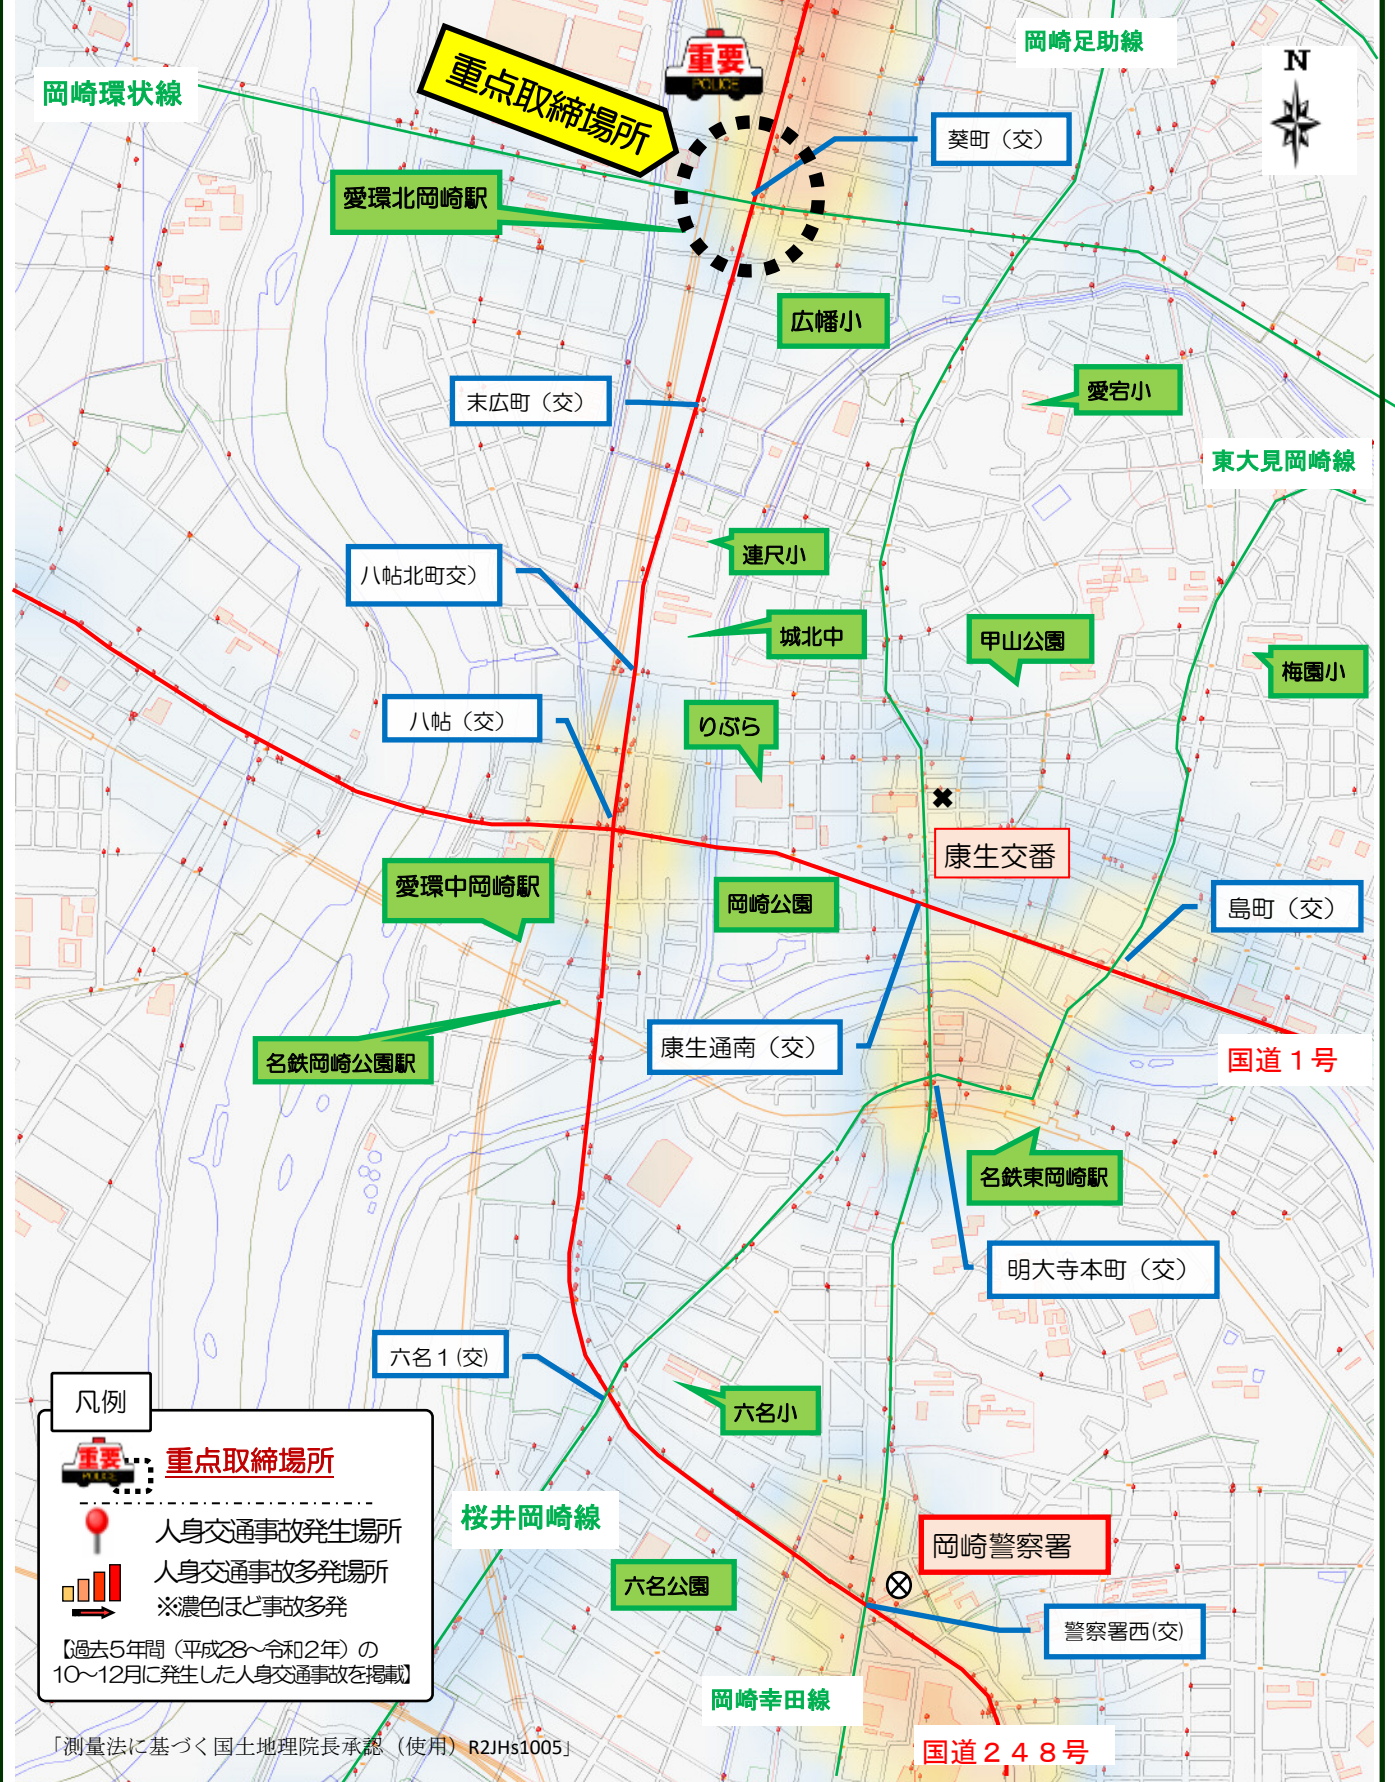 岡崎足助線
重要
POLICE
N
岡崎環状線
重点取締場所
葵町（交）
愛環北岡崎駅
広幡小
愛宕小
末広町（交）
東大見岡崎線
連尺小
八帖北町交）
城北中
甲山公園
梅園小
りぶら
八帖（交）
康生交番
愛環中岡崎駅
岡崎公園
島町（交）
康生通南（交）
名鉄岡崎公園駅
国道１号
名鉄東岡崎駅
明大寺本町（交）
六名１(交)
六名小
凡例
重要
POLICE
重点取締場所
人身交通事故発生場所
人身交通事故多発場所
※濃色ほど事故多発
【過去５年間（平成28～令和２年）の
10～12月に発生した人身交通事故を掲載】
桜井岡崎線
岡崎警察署
六名公園
警察署西(交)
岡崎幸田線
国道２４８号
「測量法に基づく国土地理院長承認（使用）R2JHs1005」